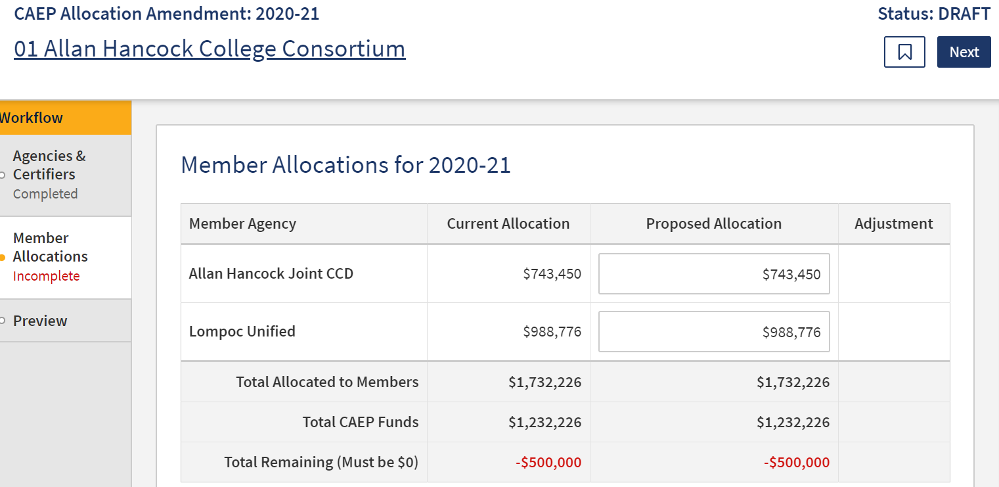 CAEP Allocation Amendment: 2020-21
Status: DRAFT
01 Allan Hancock College Consortium
Next
Workflow
Agencies &
Certifiers
Completed
Member
Allocations
Incomplete
Preview
Member Allocations for 2020-21
Member Agency Current Allocation Proposed Allocation Adjustment
Allan Hancock Joint CCD $743,450 $743,450
Lompoc Unified $988,776 $988,776
Total Allocated to Members $1,732,226 $1,732,226
Total CAEP Funds $1,232,226 $1,232,226
Total Remaining (Must be $0) -$500,000 -$500,000